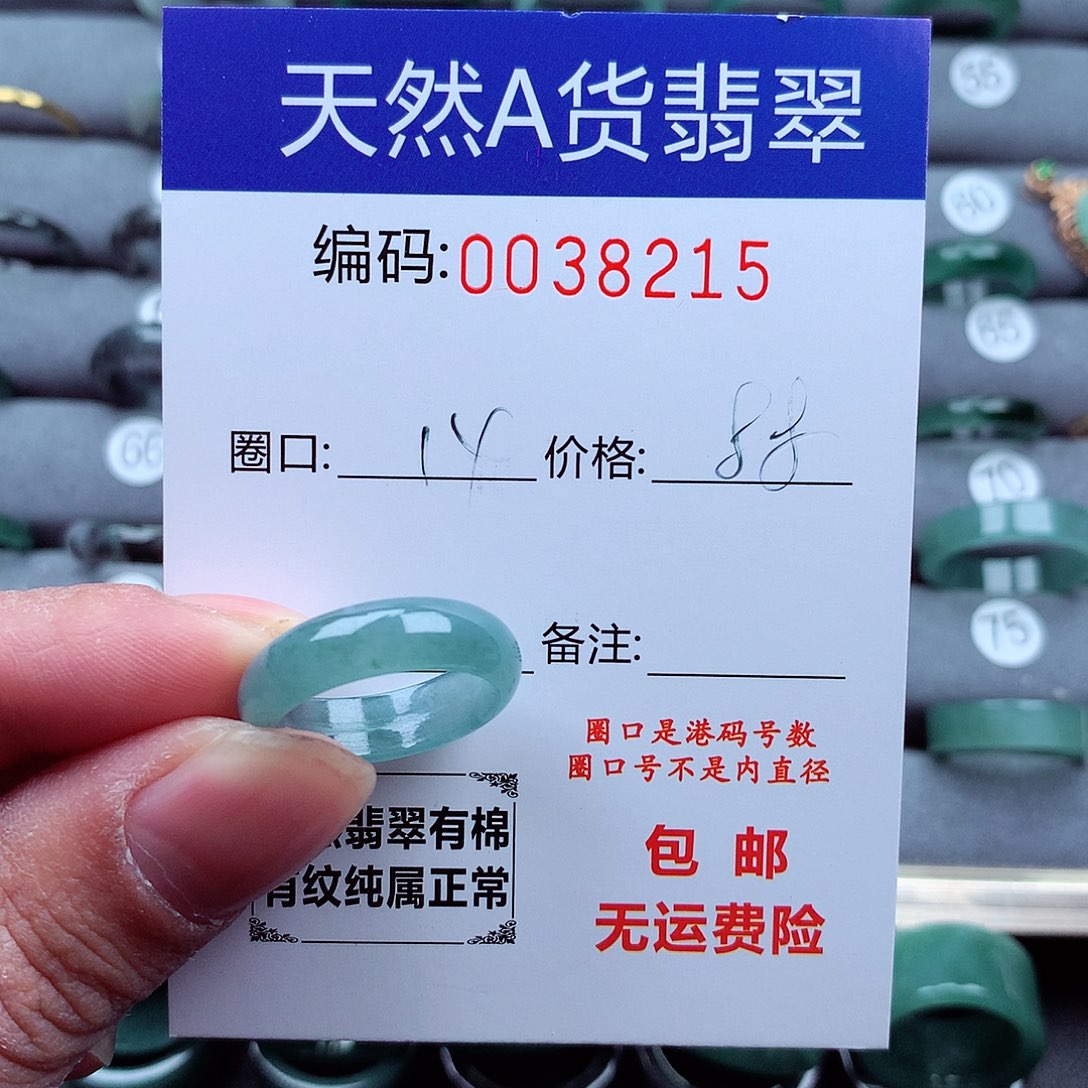 天然A货翡翠
编码:0038215
圈口: 14 价格: 88
备注:
圈口是港码号数
圈口号不是内直径
翡翠有棉
有纹纯属正常
包 邮
无运费险
55
60
65
66
70
75